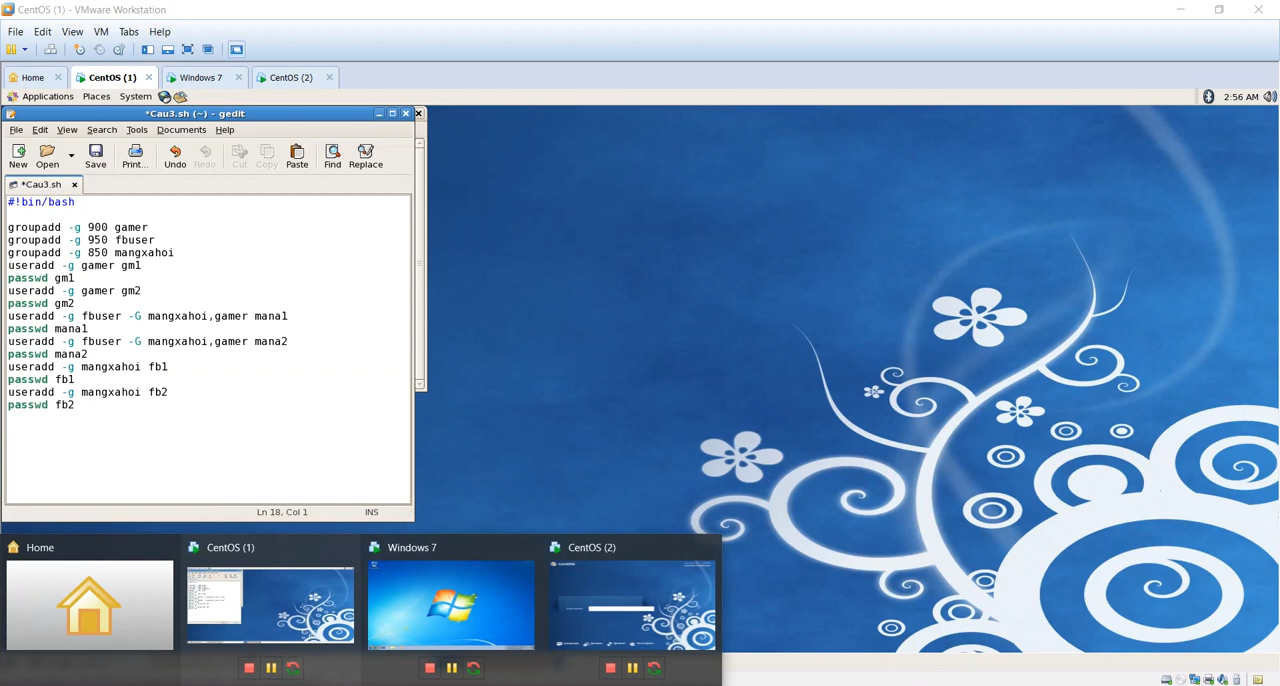 CentOS (1) - VMware Workstation
File Edit View VM Tabs Help
Home CentOS (1) Windows 7 CentOS (2)
Applications Places System 2:56 AM
*Cau3.sh (~) - gedit
File Edit View Search Tools Documents Help
New Open Save Print... Undo Redo Cut Copy Paste Find Replace
*Cau3.sh
#!bin/bash
groupadd -g 900 gamer
groupadd -g 950 fbuser
groupadd -g 850 mangxahoi
useradd -g gamer gm1
passwd gm1
useradd -g gamer gm2
passwd gm2
useradd -g fbuser -G mangxahoi,gamer mana1
passwd mana1
useradd -g fbuser -G mangxahoi,gamer mana2
passwd mana2
useradd -g mangxahoi fb1
passwd fb1
useradd -g mangxahoi fb2
passwd fb2
Ln 18, Col 1 INS
Home CentOS (1) Windows 7 CentOS (2)